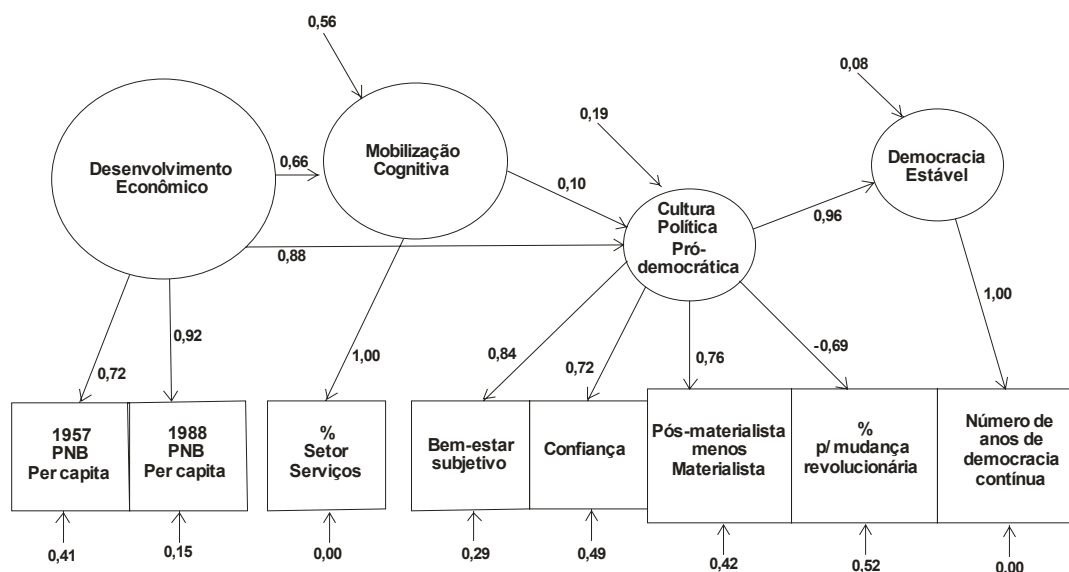 0,56
0,08
0,19
Desenvolvimento
Econômico
0,66
Mobilização
Cognitiva
0,10
Democracia
Estável
Cultura
Política
Pró-
democrática
0,96
0,88
0,72
0,92
1,00
0,84
0,72
0,76
-0,69
1,00
1957
PNB
Per capita
1988
PNB
Per capita
%
Setor
Serviços
Bem-estar
subjetivo
Confiança
Pós-materialista
menos
Materialista
%
p/ mudança
revolucionária
Número de
anos de
democracia
contínua
0,41
0,15
0,00
0,29
0,49
0,42
0,52
0,00